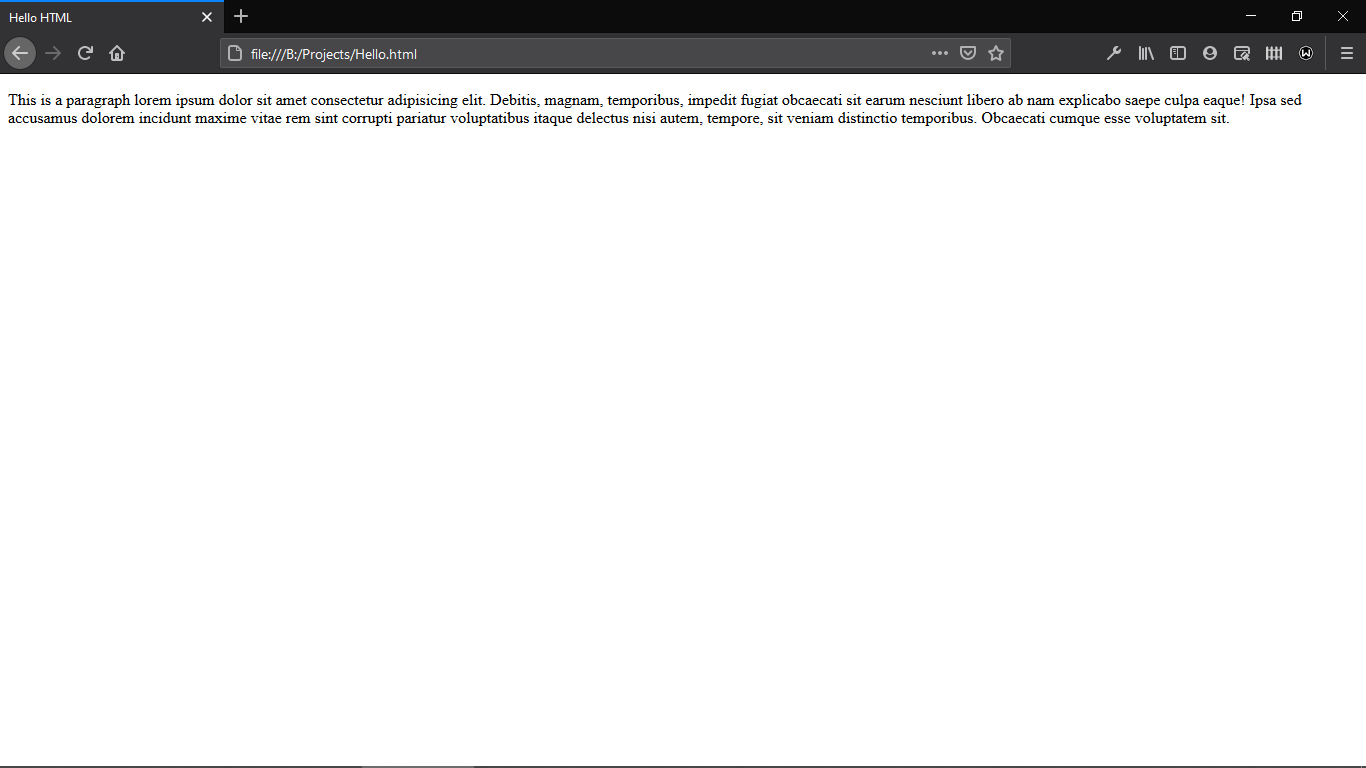 Hello HTML
file:///B:/Projects/Hello.html
This is a paragraph lorem ipsum dolor sit amet consectetur adipisicing elit. Debitis, magnam, temporibus, impedit fugiat obcaecati sit earum nesciunt libero ab nam explicabo saepe culpa eaque! Ipsa sed
accusamus dolorem incidunt maxime vitae rem sint corrupti pariatur voluptatibus itaque delectus nisi autem, tempore, sit veniam distinctio temporibus. Obcaecati cumque esse voluptatem sit.